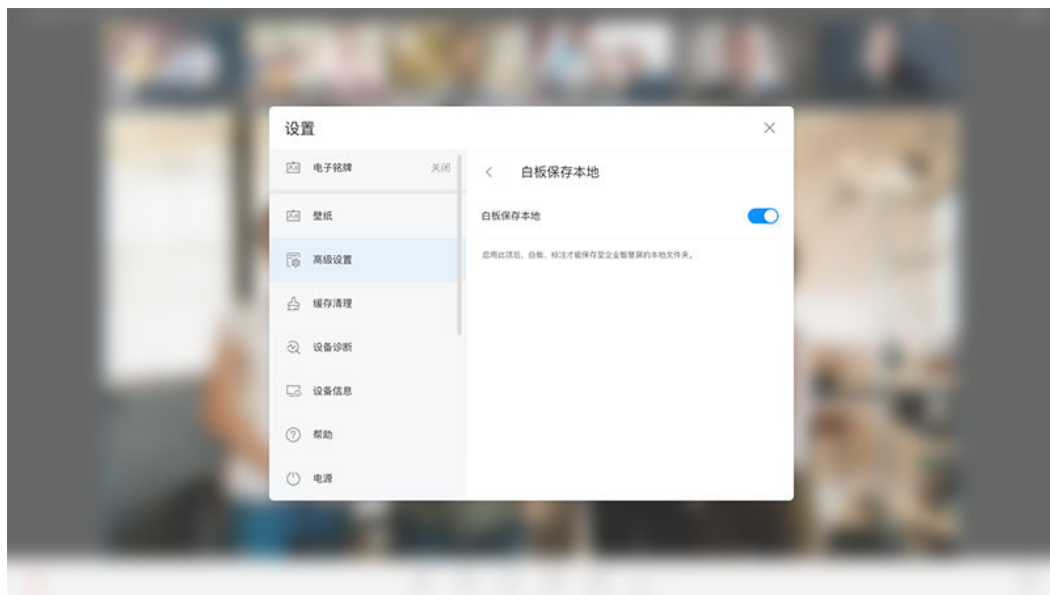 设置
电子铭牌 关闭
白板保存本地
壁纸
白板保存本地
高级设置
启用此项后，白板、标注才能保存至企业智慧屏的本地文件夹。
缓存清理
设备诊断
设备信息
帮助
电源